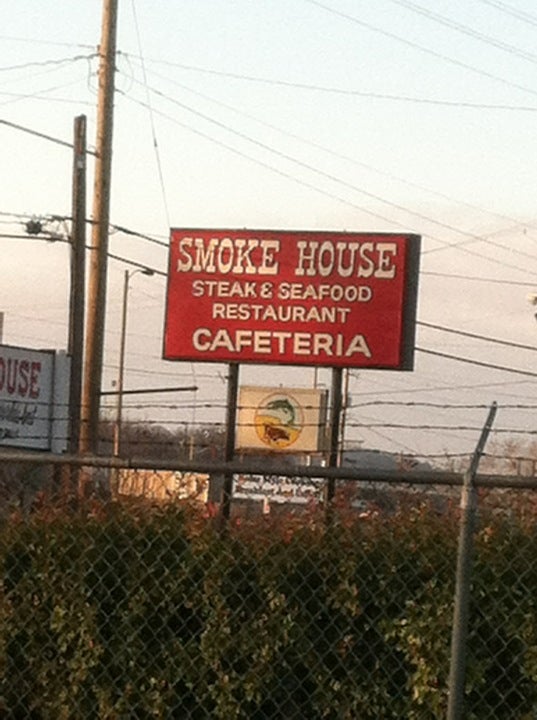 SMOKE HOUSE
STEAK & SEAFOOD
RESTAURANT
CAFETERIA
OUSE